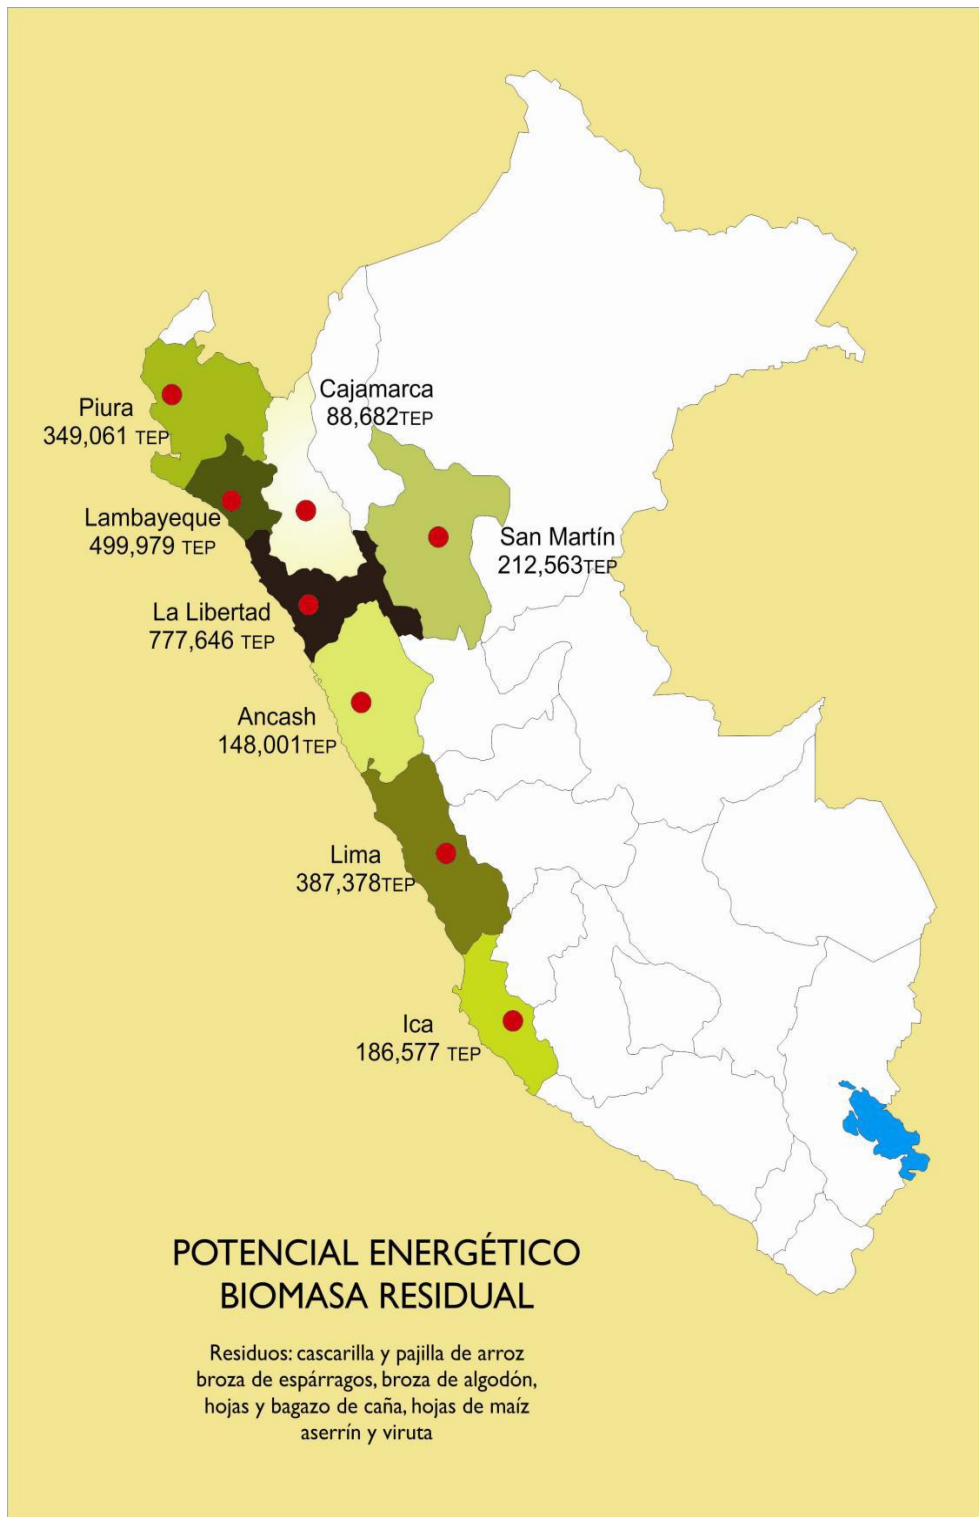 Cajamarca
88,682TEP
Piura
349,061 TEP
Lambayeque
499,979 TEP
San Martín
212,563TEP
La Libertad
777,646 TEP
Ancash
148,001TEP
Lima
387,378TEP
Ica
186,577 TEP
POTENCIAL ENERGÉTICO
BIOMASA RESIDUAL
Residuos: cascarilla y pajilla de arroz
broza de espárragos, broza de algodón,
hojas y bagazo de caña, hojas de maíz
aserrín y viruta